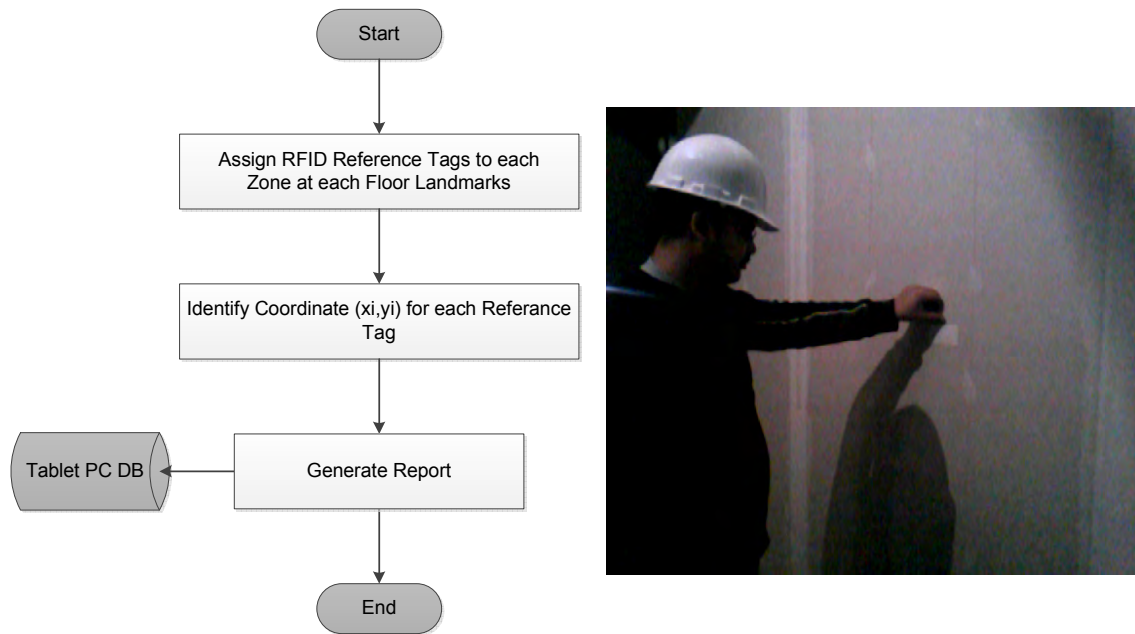 Start
Assign RFID Reference Tags to each
Zone at each Floor Landmarks
Identify Coordinate (xi,yi) for each Referance
Tag
Tablet PC DB
Generate Report
End